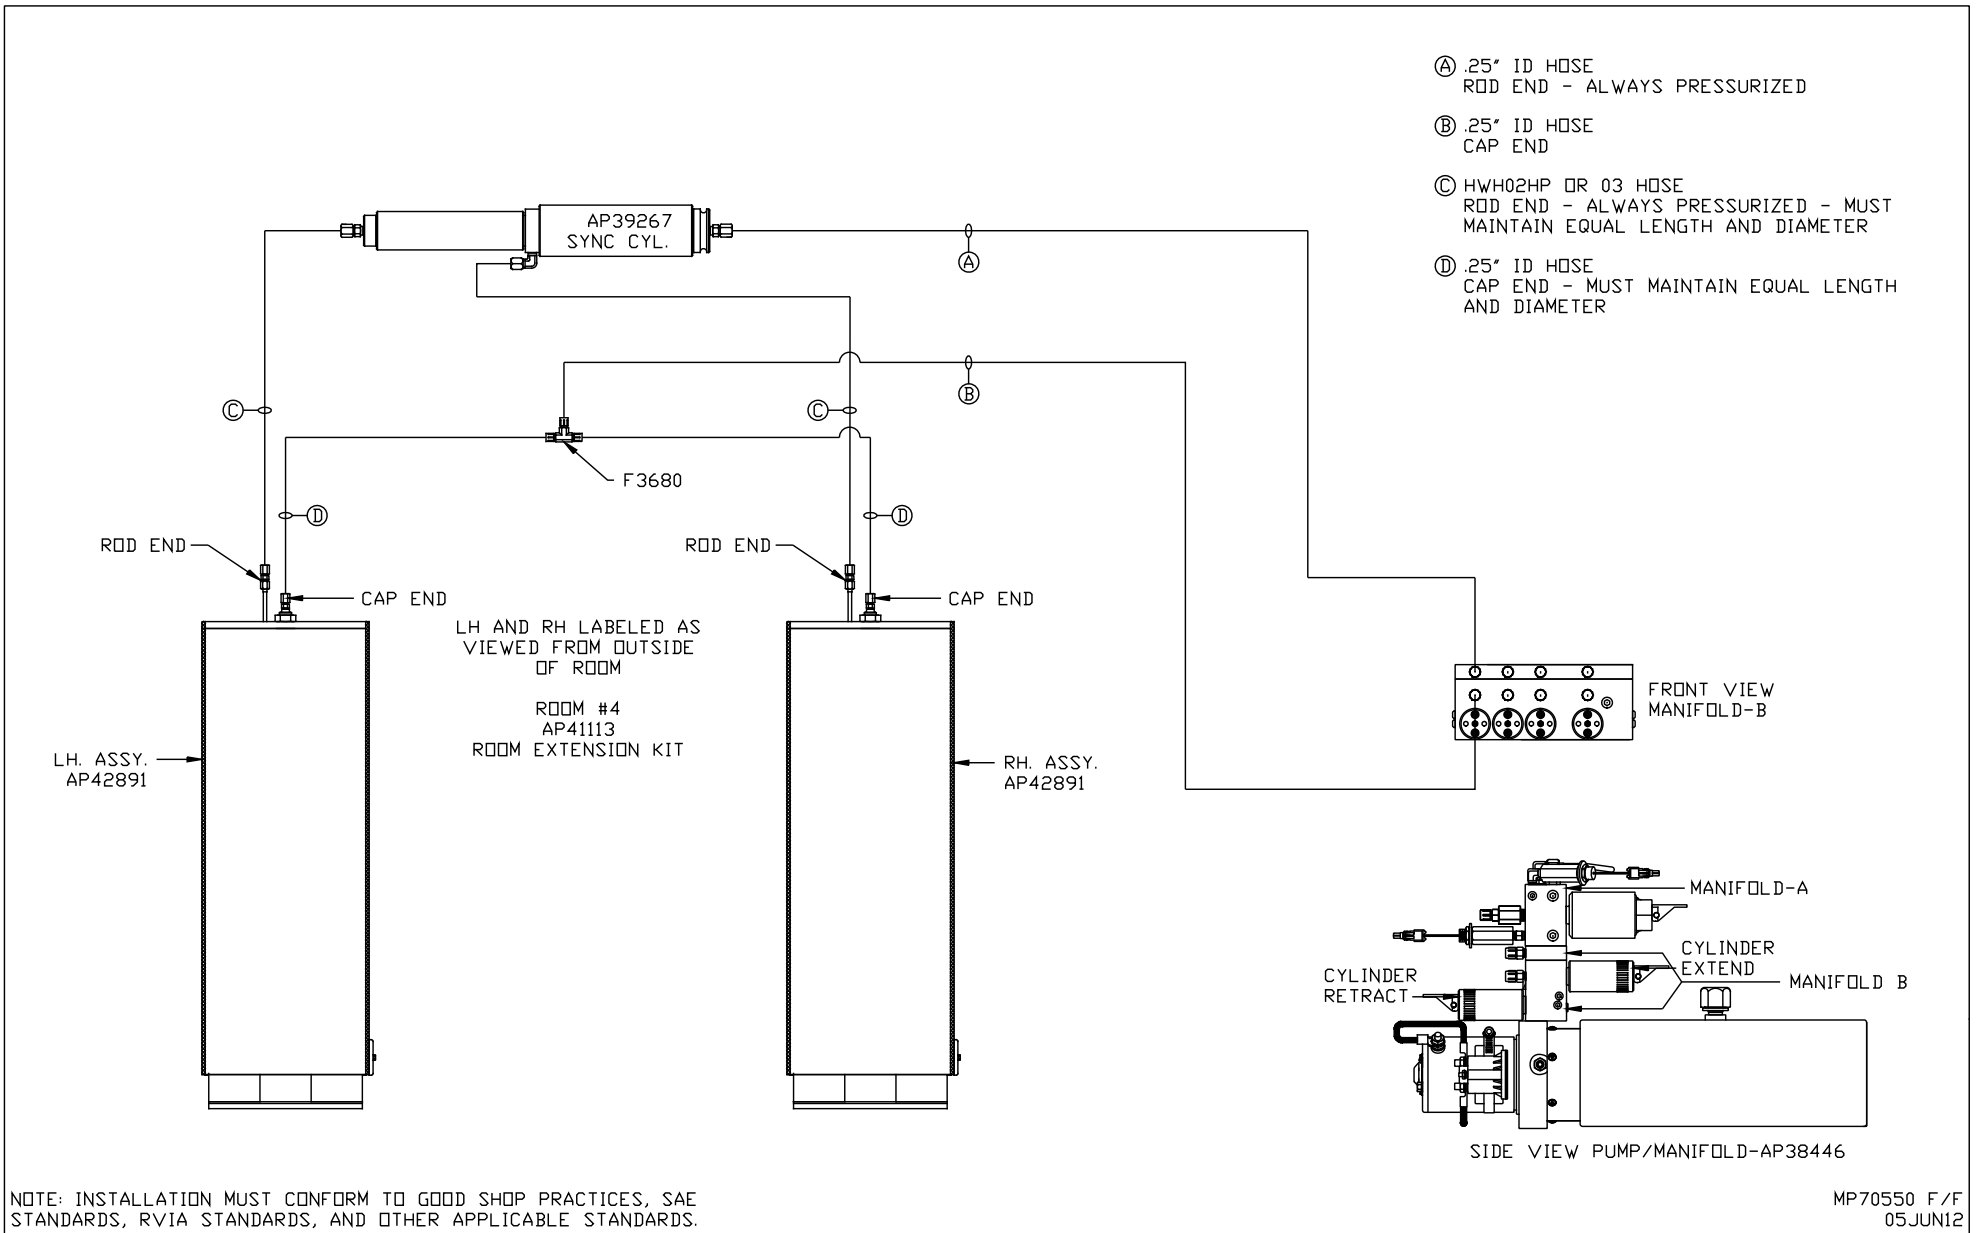 Ⓐ .25" ID HOSE
ROD END - ALWAYS PRESSURIZED
Ⓑ .25" ID HOSE
CAP END
Ⓒ HWH02HP OR 03 HOSE
ROD END - ALWAYS PRESSURIZED - MUST
MAINTAIN EQUAL LENGTH AND DIAMETER
Ⓓ .25" ID HOSE
CAP END - MUST MAINTAIN EQUAL LENGTH
AND DIAMETER
AP39267
SYNC CYL.
Ⓐ
Ⓑ
Ⓒ
Ⓒ
F3680
Ⓓ
Ⓓ
ROD END
ROD END
CAP END
CAP END
LH AND RH LABELED AS
VIEWED FROM OUTSIDE
OF ROOM
ROOM #4
AP41113
ROOM EXTENSION KIT
LH. ASSY.
AP42891
RH. ASSY.
AP42891
FRONT VIEW
MANIFOLD-B
MANIFOLD-A
CYLINDER
EXTEND
CYLINDER
RETRACT
MANIFOLD B
SIDE VIEW PUMP/MANIFOLD-AP38446
NOTE: INSTALLATION MUST CONFORM TO GOOD SHOP PRACTICES, SAE
STANDARDS, RVIA STANDARDS, AND OTHER APPLICABLE STANDARDS.
MP70550 F/F
05JUN12